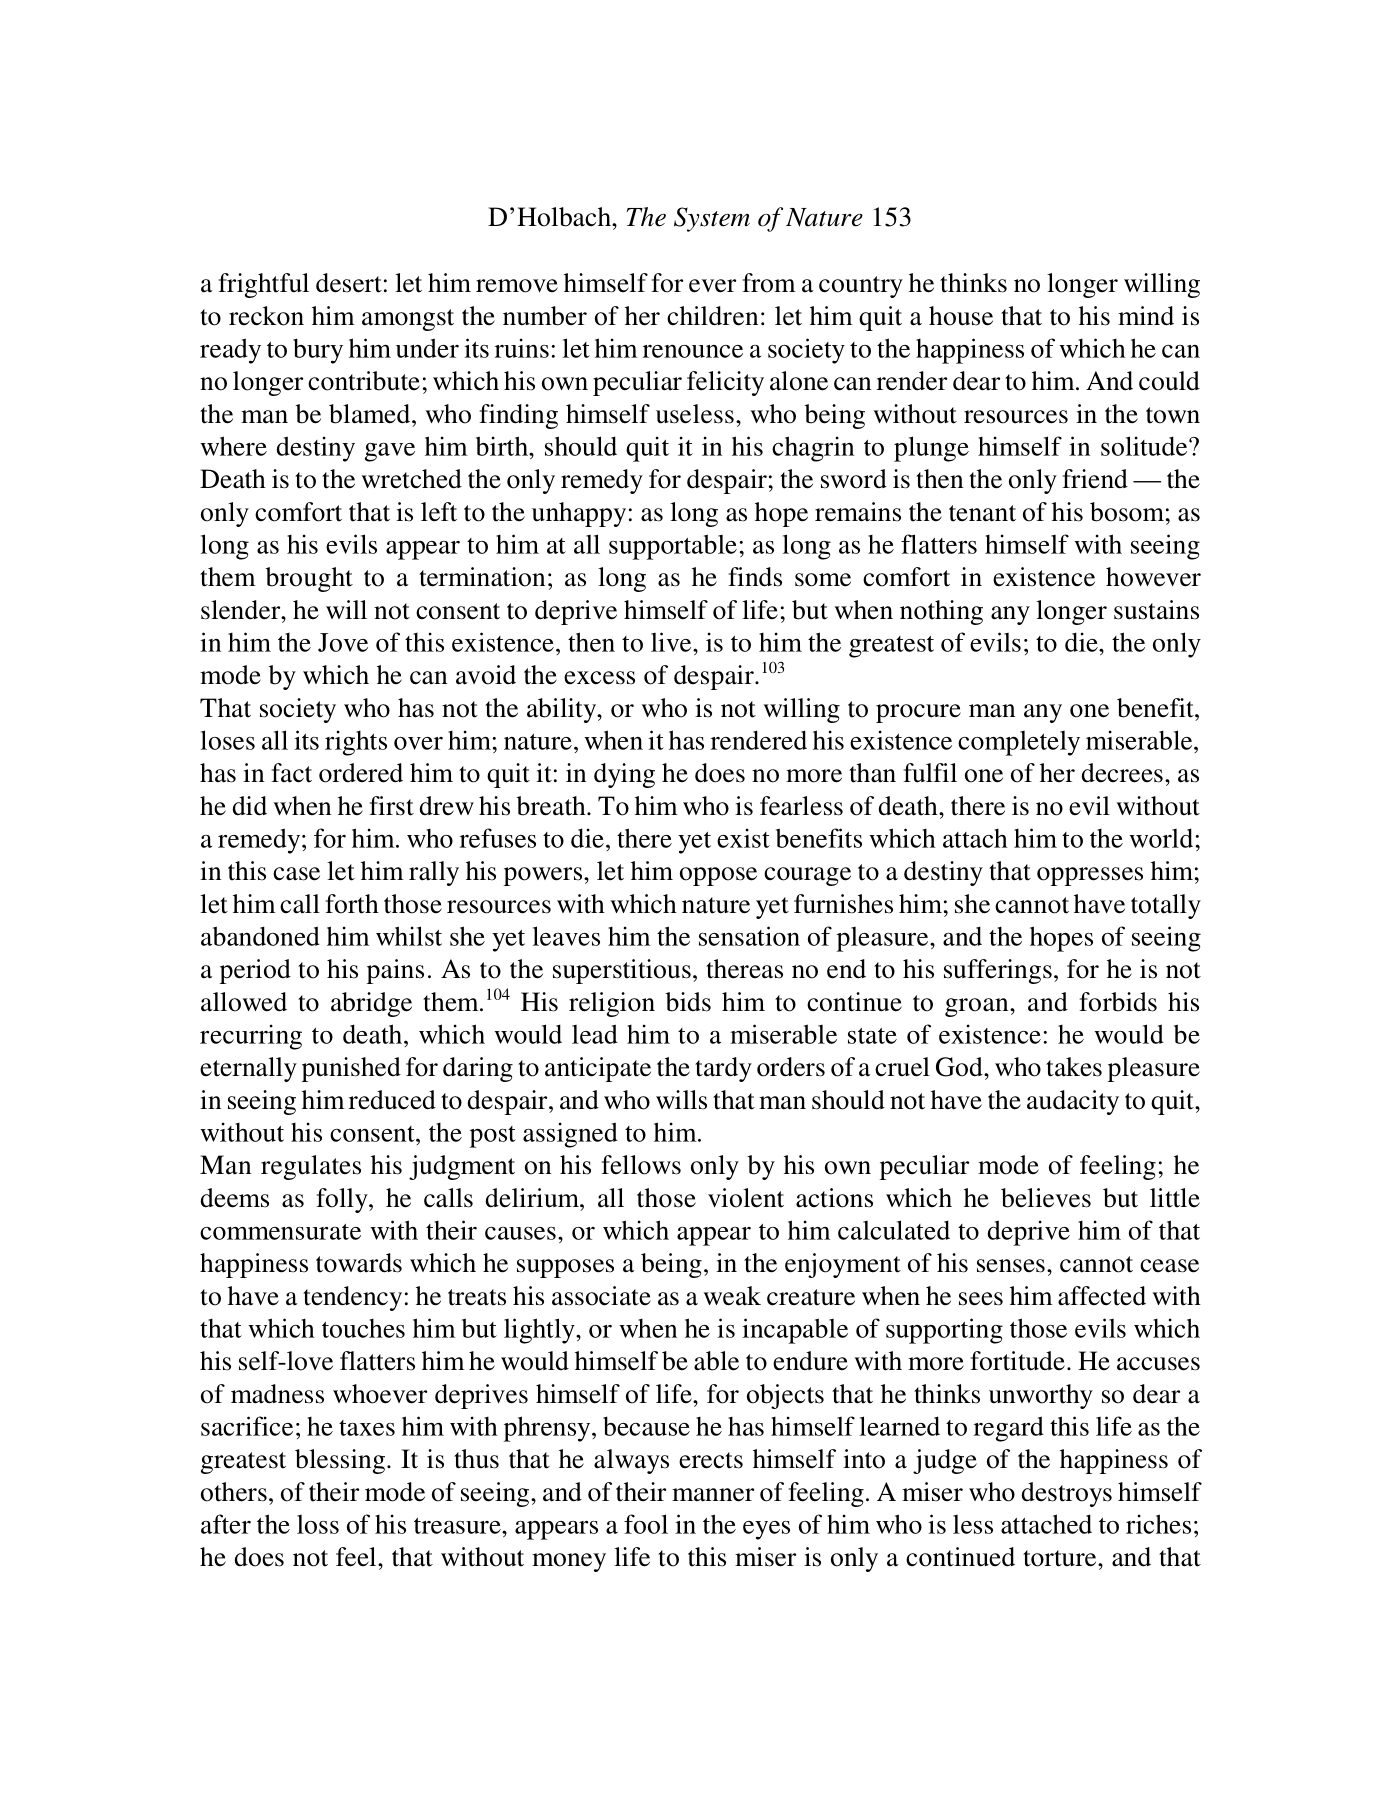 D’Holbach, The System of Nature 153
a frightful desert: let him remove himself for ever from a country he thinks no longer willing
to reckon him amongst the number of her children: let him quit a house that to his mind is
ready to bury him under its ruins: let him renounce a society to the happiness of which he can
no longer contribute; which his own peculiar felicity alone can render dear to him. And could
the man be blamed, who finding himself useless, who being without resources in the town
where destiny gave him birth, should quit it in his chagrin to plunge himself in solitude?
Death is to the wretched the only remedy for despair; the sword is then the only friend — the
only comfort that is left to the unhappy: as long as hope remains the tenant of his bosom; as
long as his evils appear to him at all supportable; as long as he flatters himself with seeing
them brought to a termination; as long as he finds some comfort in existence however
slender, he will not consent to deprive himself of life; but when nothing any longer sustains
in him the Jove of this existence, then to live, is to him the greatest of evils; to die, the only
mode by which he can avoid the excess of despair.103
That society who has not the ability, or who is not willing to procure man any one benefit,
loses all its rights over him; nature, when it has rendered his existence completely miserable,
has in fact ordered him to quit it: in dying he does no more than fulfil one of her decrees, as
he did when he first drew his breath. To him who is fearless of death, there is no evil without
a remedy; for him. who refuses to die, there yet exist benefits which attach him to the world;
in this case let him rally his powers, let him oppose courage to a destiny that oppresses him;
let him call forth those resources with which nature yet furnishes him; she cannot have totally
abandoned him whilst she yet leaves him the sensation of pleasure, and the hopes of seeing
a period to his pains. As to the superstitious, thereas no end to his sufferings, for he is not
allowed to abridge them.104 His religion bids him to continue to groan, and forbids his
recurring to death, which would lead him to a miserable state of existence: he would be
eternally punished for daring to anticipate the tardy orders of a cruel God, who takes pleasure
in seeing him reduced to despair, and who wills that man should not have the audacity to quit,
without his consent, the post assigned to him.
Man regulates his judgment on his fellows only by his own peculiar mode of feeling; he
deems as folly, he calls delirium, all those violent actions which he believes but little
commensurate with their causes, or which appear to him calculated to deprive him of that
happiness towards which he supposes a being, in the enjoyment of his senses, cannot cease
to have a tendency: he treats his associate as a weak creature when he sees him affected with
that which touches him but lightly, or when he is incapable of supporting those evils which
his self-love flatters him he would himself be able to endure with more fortitude. He accuses
of madness whoever deprives himself of life, for objects that he thinks unworthy so dear a
sacrifice; he taxes him with phrensy, because he has himself learned to regard this life as the
greatest blessing. It is thus that he always erects himself into a judge of the happiness of
others, of their mode of seeing, and of their manner of feeling. A miser who destroys himself
after the loss of his treasure, appears a fool in the eyes of him who is less attached to riches;
he does not feel, that without money life to this miser is only a continued torture, and that